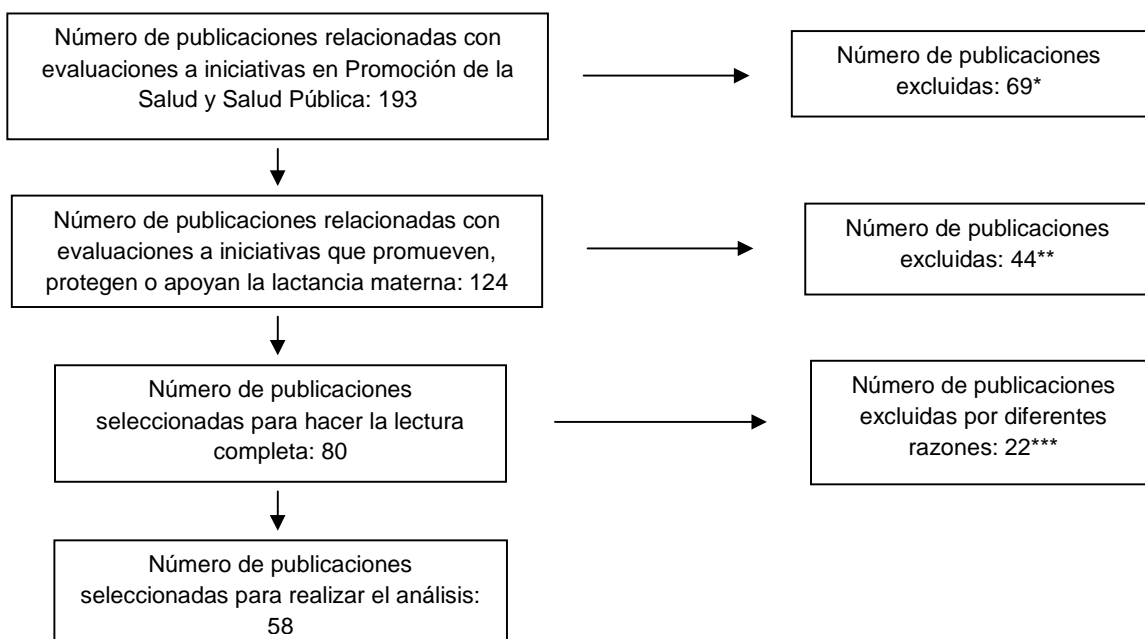 Número de publicaciones relacionadas con
evaluaciones a iniciativas en Promoción de la
Salud y Salud Pública: 193
Número de publicaciones
excluidas: 69*
Número de publicaciones relacionadas con
evaluaciones a iniciativas que promueven,
protegen o apoyan la lactancia materna: 124
Número de publicaciones
excluidas: 44**
Número de publicaciones
seleccionadas para hacer la lectura
completa: 80
Número de publicaciones
excluidas por diferentes
razones: 22***
Número de publicaciones
seleccionadas para realizar el análisis:
58